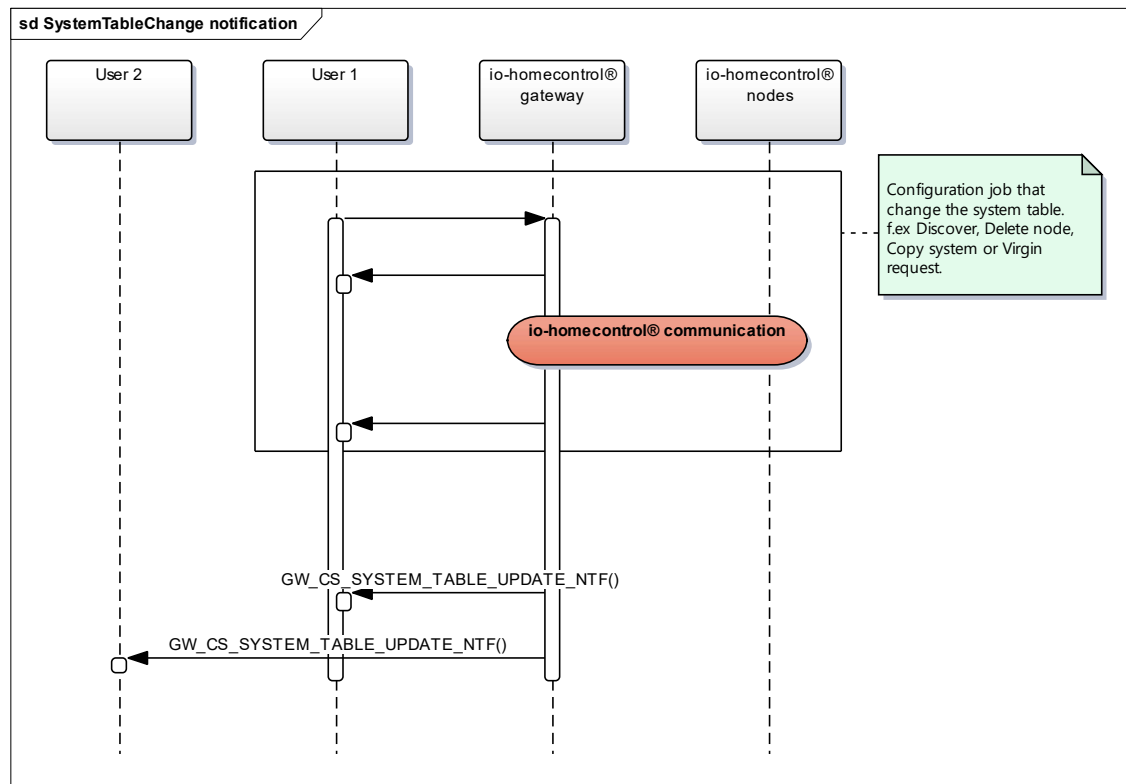 sd SystemTableChange notification
User 2
User 1
io-homecontrol®
gateway
io-homecontrol®
nodes
Configuration job that
change the system table.
f.ex Discover, Delete node,
Copy system or Virgin
request.
io-homecontrol® communication
GW_CS_SYSTEM_TABLE_UPDATE_NTF()
GW_CS_SYSTEM_TABLE_UPDATE_NTF()